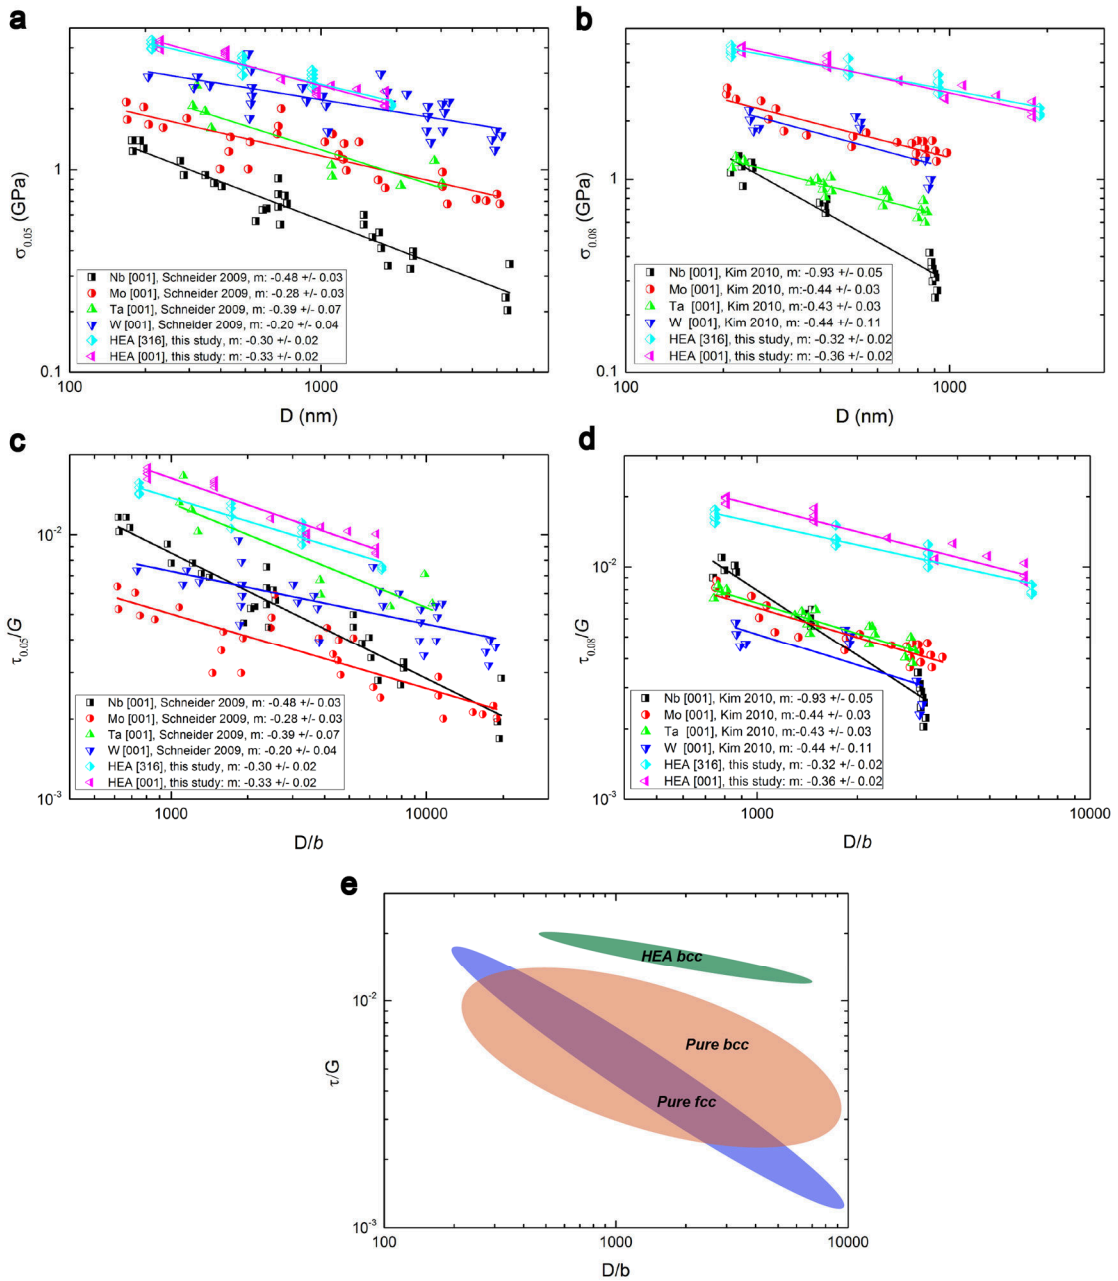 a
σ0.05 (GPa)
1
0.1
100
1000
D (nm)
Nb [001], Schneider 2009, m: -0.48 +/- 0.03
Mo [001], Schneider 2009, m: -0.28 +/- 0.03
Ta [001], Schneider 2009, m: -0.39 +/- 0.07
W [001], Schneider 2009, m: -0.20 +/- 0.04
HEA [316], this study, m: -0.30 +/- 0.02
HEA [001], this study: m: -0.33 +/- 0.02
b
σ0.08 (GPa)
1
0.1
100
1000
D (nm)
Nb [001], Kim 2010, m: -0.93 +/- 0.05
Mo [001], Kim 2010, m:-0.44 +/- 0.03
Ta [001], Kim 2010, m:-0.43 +/- 0.03
W [001], Kim 2010, m:-0.44 +/- 0.11
HEA [316], this study, m: -0.32 +/- 0.02
HEA [001], this study: m: -0.36 +/- 0.02
c
τ0.05/G
10-2
10-3
1000
10000
D/b
Nb [001], Schneider 2009, m: -0.48 +/- 0.03
Mo [001], Schneider 2009, m: -0.28 +/- 0.03
Ta [001], Schneider 2009, m: -0.39 +/- 0.07
W [001], Schneider 2009, m: -0.20 +/- 0.04
HEA [316], this study, m: -0.30 +/- 0.02
HEA [001], this study: m: -0.33 +/- 0.02
d
τ0.08/G
10-2
10-3
1000
10000
D/b
Nb [001], Kim 2010, m: -0.93 +/- 0.05
Mo [001], Kim 2010, m:-0.44 +/- 0.03
Ta [001], Kim 2010, m:-0.43 +/- 0.03
W [001], Kim 2010, m:-0.44 +/- 0.11
HEA [316], this study, m: -0.32 +/- 0.02
HEA [001], this study: m: -0.36 +/- 0.02
e
τ/G
10-2
10-3
100
1000
10000
D/b
HEA bcc
Pure bcc
Pure fcc